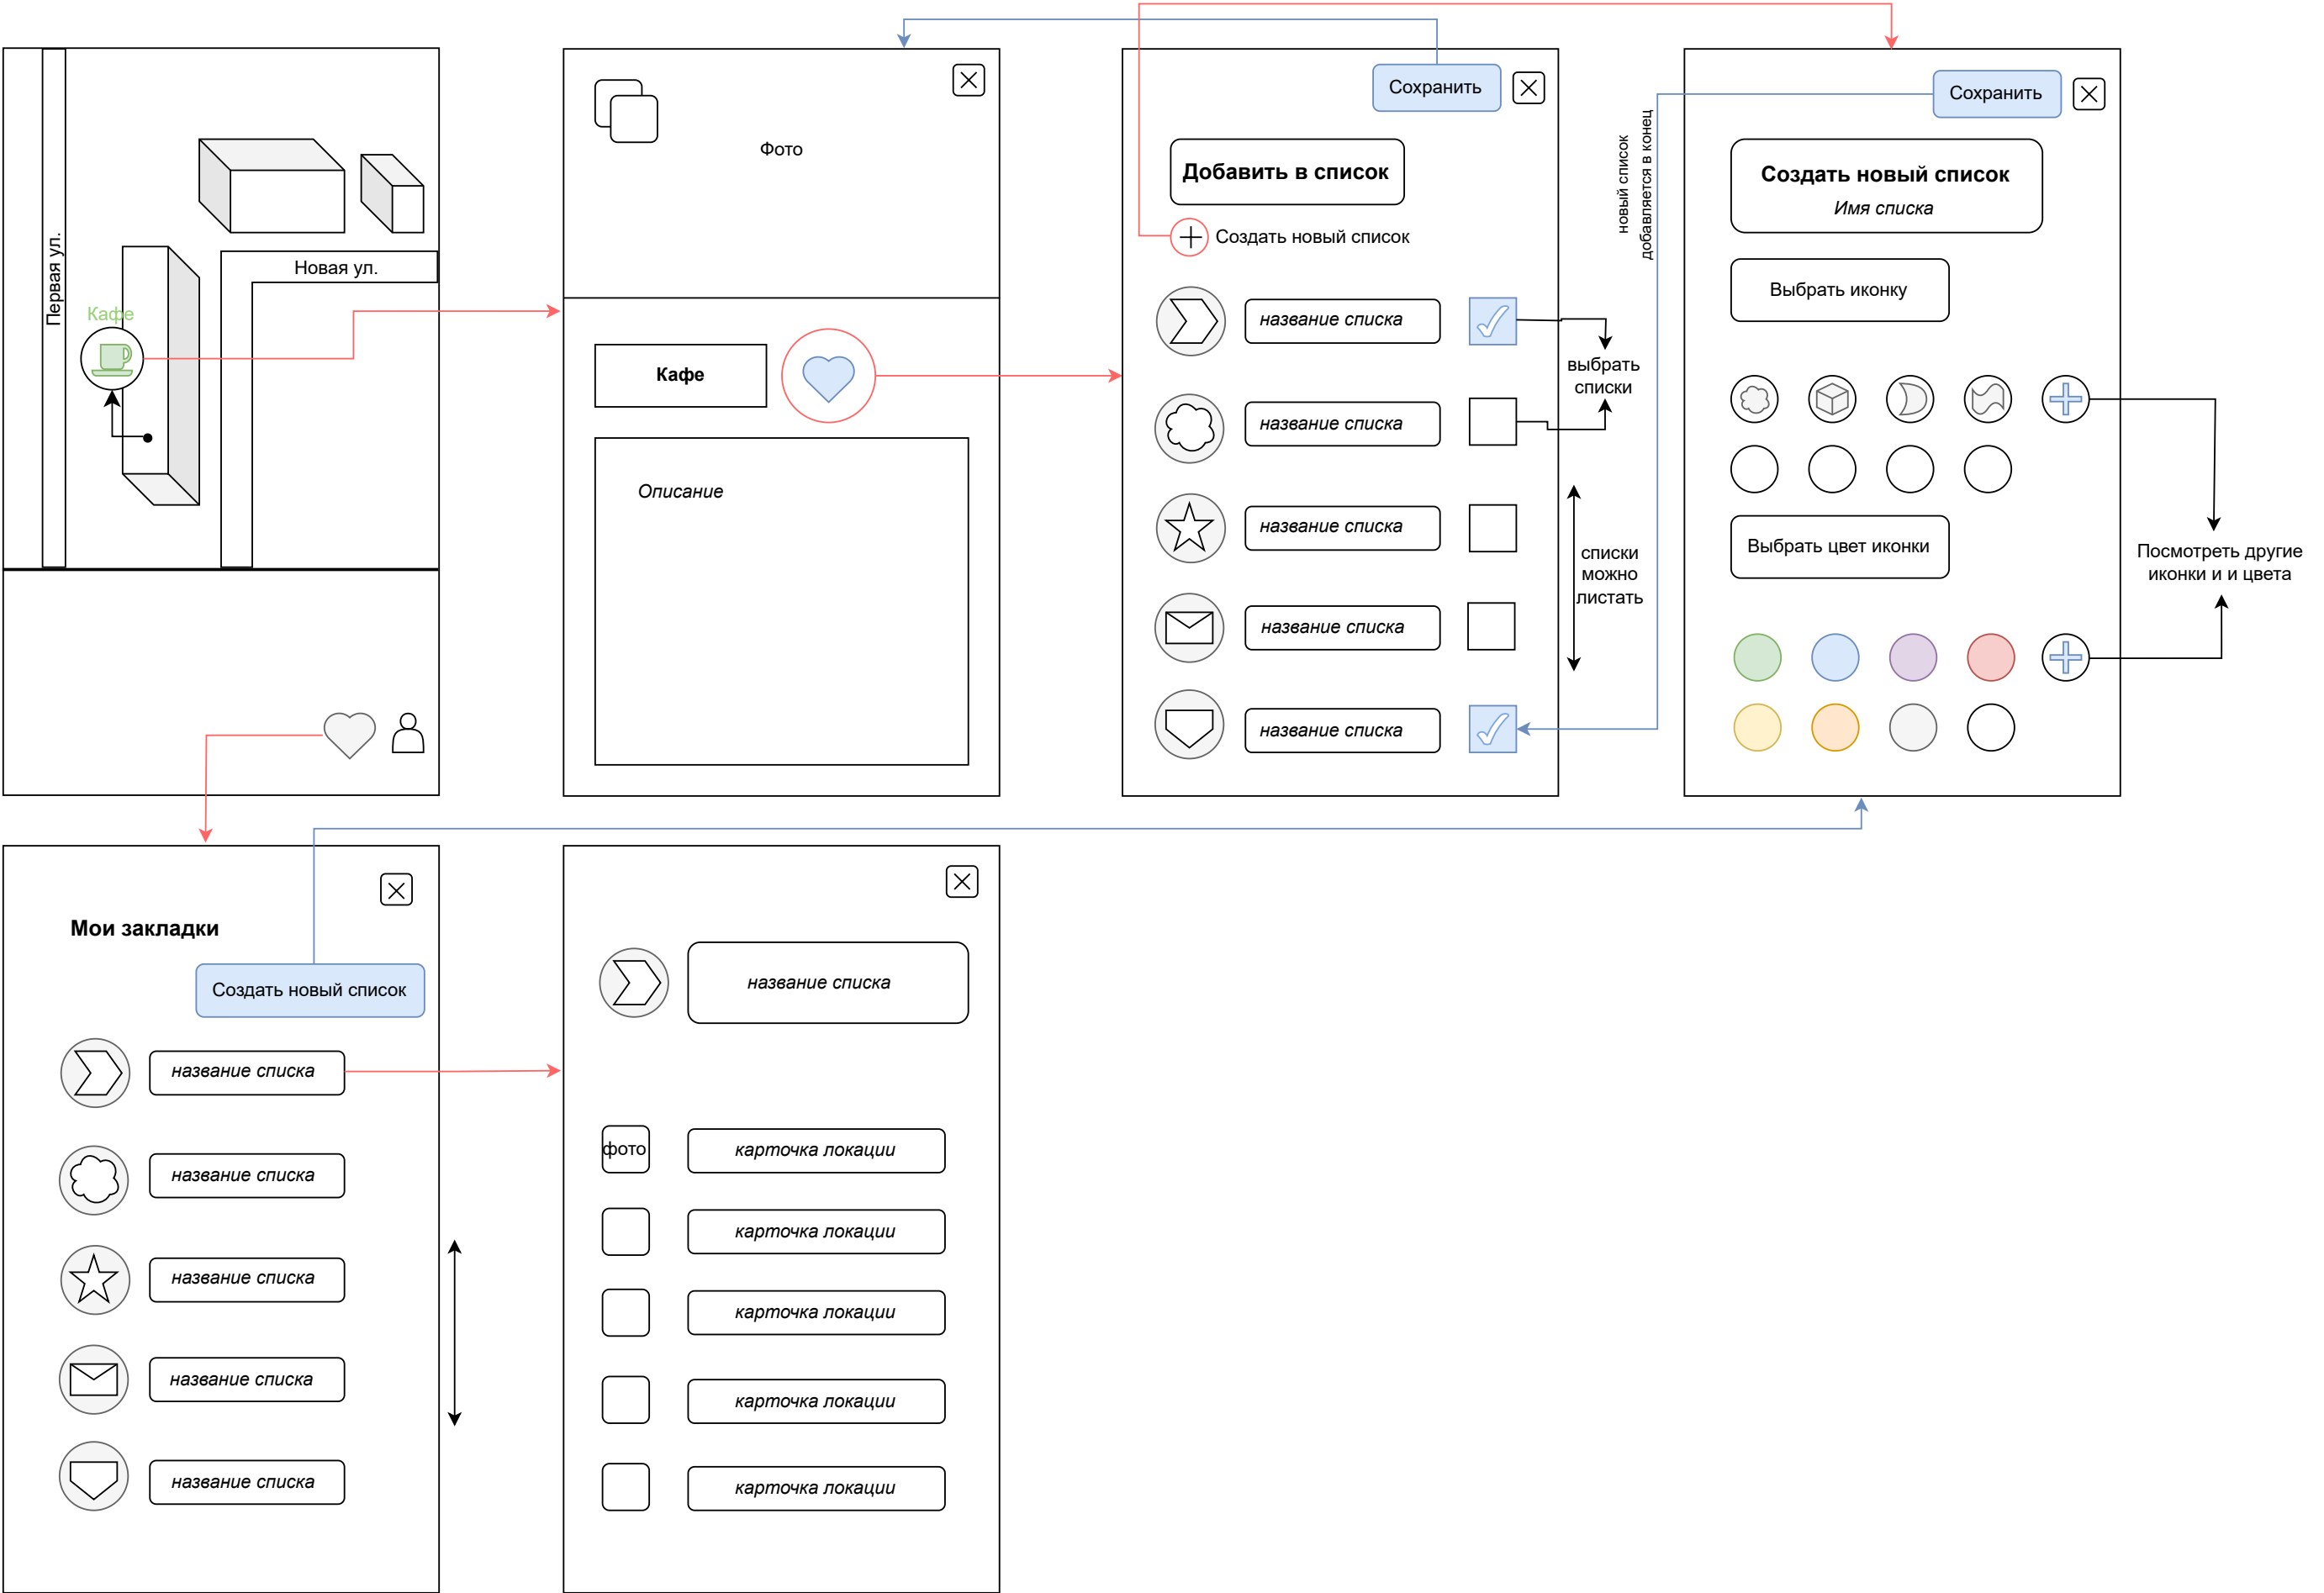 Первая ул.
Новая ул.
Кафе
Фото
Кафе
Описание
Сохранить
Добавить в список
Создать новый список
название списка
название списка
название списка
название списка
название списка
выбрать
списки
списки
можно
листать
новый список
добавляется в конец
Сохранить
Создать новый список
Имя списка
Выбрать иконку
Выбрать цвет иконки
Посмотреть другие
иконки и и цвета
Мои закладки
Создать новый список
название списка
название списка
название списка
название списка
название списка
название списка
фото
карточка локации
карточка локации
карточка локации
карточка локации
карточка локации